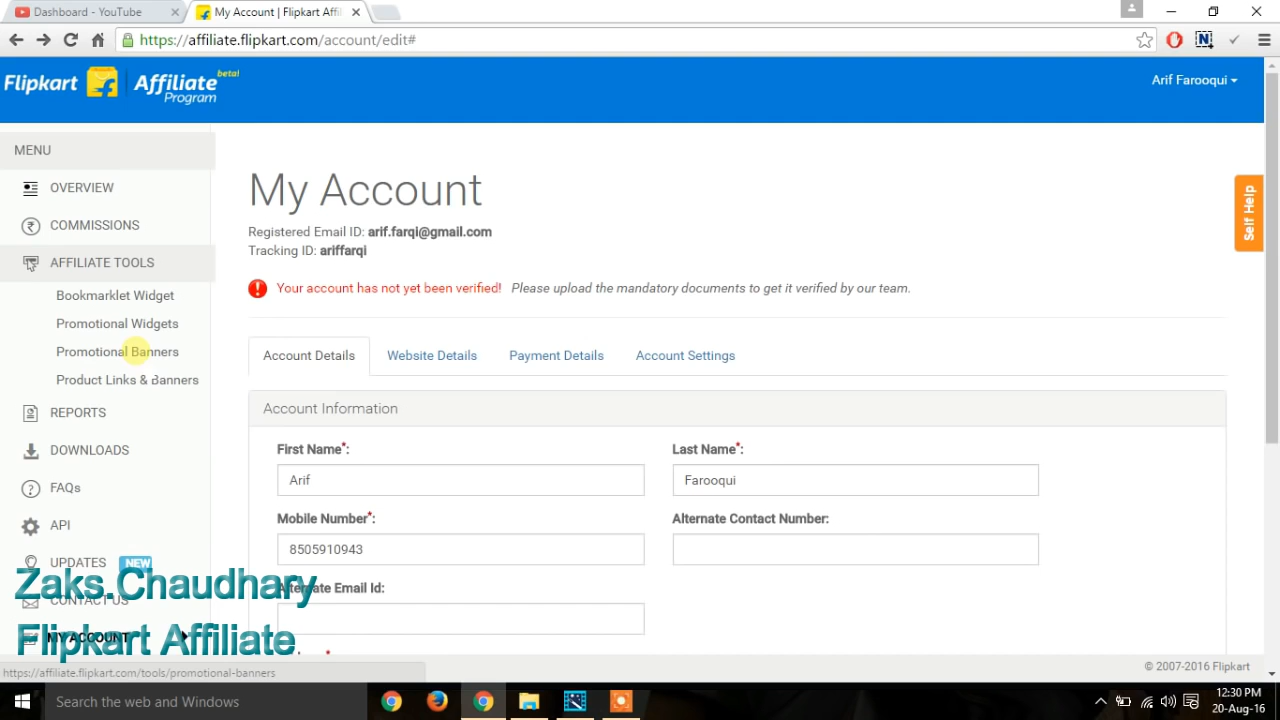 Dashboard - YouTube
My Account | Flipkart Affi
https://affiliate.flipkart.com/account/edit#
Flipkart Affiliate beta!
Program
Arif Farooqui
MENU
OVERVIEW
COMMISSIONS
AFFILIATE TOOLS
Bookmarklet Widget
Promotional Widgets
Promotional Banners
Product Links & Banners
REPORTS
DOWNLOADS
FAQs
API
UPDATES NEW
CONTACT US
MY ACCOUNT
Zaks.Chaudhary
Flipkart Affiliate
My Account
Registered Email ID: arif.farqi@gmail.com
Tracking ID: ariffarqi
Your account has not yet been verified! Please upload the mandatory documents to get it verified by our team.
Account Details Website Details Payment Details Account Settings
Account Information
First Name*: Last Name*:
Arif Farooqui
Mobile Number*: Alternate Contact Number:
8505910943
Alternate Email Id:
Self Help
© 2007-2016 Flipkart
https://affiliate.flipkart.com/tools/promotional-banners
Search the web and Windows
12:30 PM
20-Aug-16